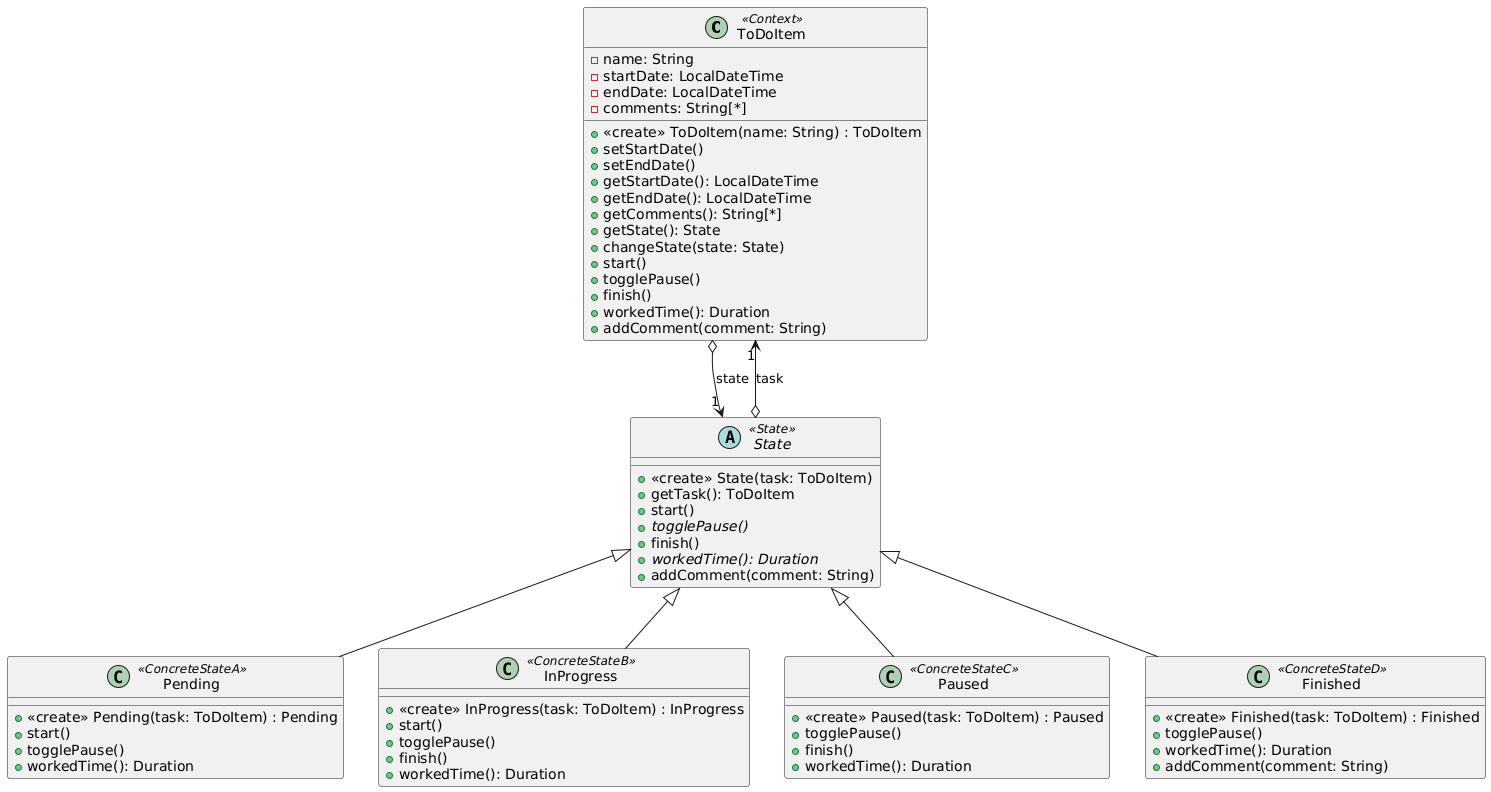 C
«Context»
ToDoItem
name: String
startDate: LocalDateTime
endDate: LocalDateTime
comments: String[*]
«create» ToDoItem(name: String) : ToDoItem
setStartDate()
setEndDate()
getStartDate(): LocalDateTime
getEndDate(): LocalDateTime
getComments(): String[*]
getState(): State
changeState(state: State)
start()
togglePause()
finish()
workedTime(): Duration
addComment(comment: String)
1
state
task
1
A
«State»
State
«create» State(task: ToDoItem)
getTask(): ToDoItem
start()
togglePause()
finish()
workedTime(): Duration
addComment(comment: String)
C
«ConcreteStateA»
Pending
«create» Pending(task: ToDoItem) : Pending
start()
togglePause()
workedTime(): Duration
C
«ConcreteStateB»
InProgress
«create» InProgress(task: ToDoItem) : InProgress
start()
togglePause()
finish()
workedTime(): Duration
C
«ConcreteStateC»
Paused
«create» Paused(task: ToDoItem) : Paused
togglePause()
finish()
workedTime(): Duration
C
«ConcreteStateD»
Finished
«create» Finished(task: ToDoItem) : Finished
togglePause()
workedTime(): Duration
addComment(comment: String)